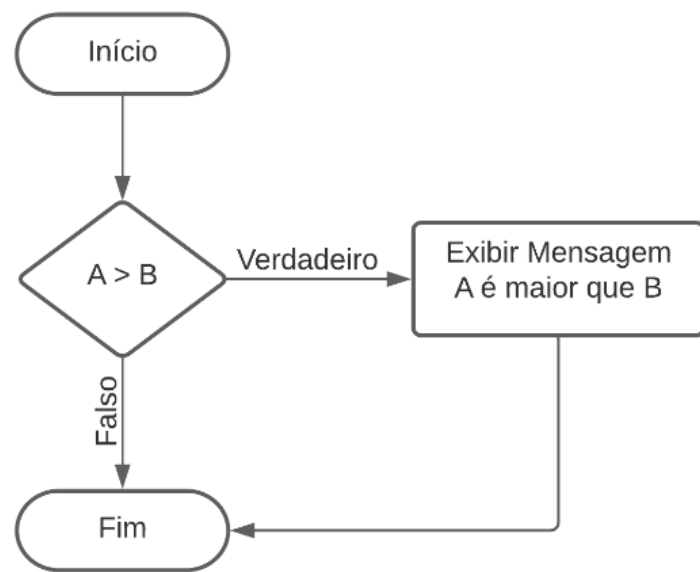 Início
A > B
Verdadeiro
Exibir Mensagem
A é maior que B
Falso
Fim